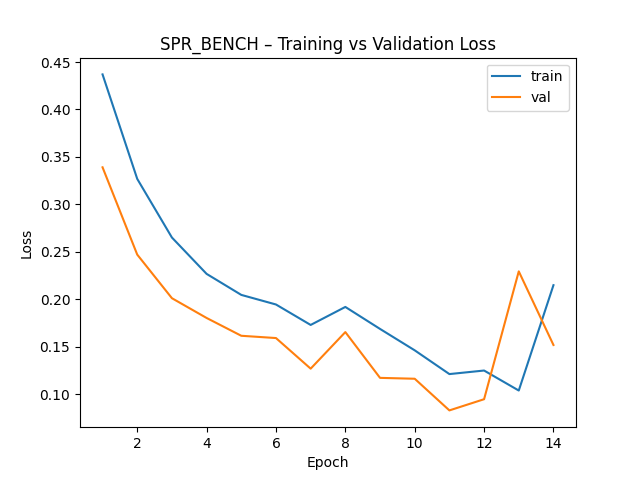 SPR_BENCH – Training vs Validation Loss
train
val
0.45
0.40
0.35
0.30
0.25
0.20
0.15
0.10
Loss
2 4 6 8 10 12 14
Epoch